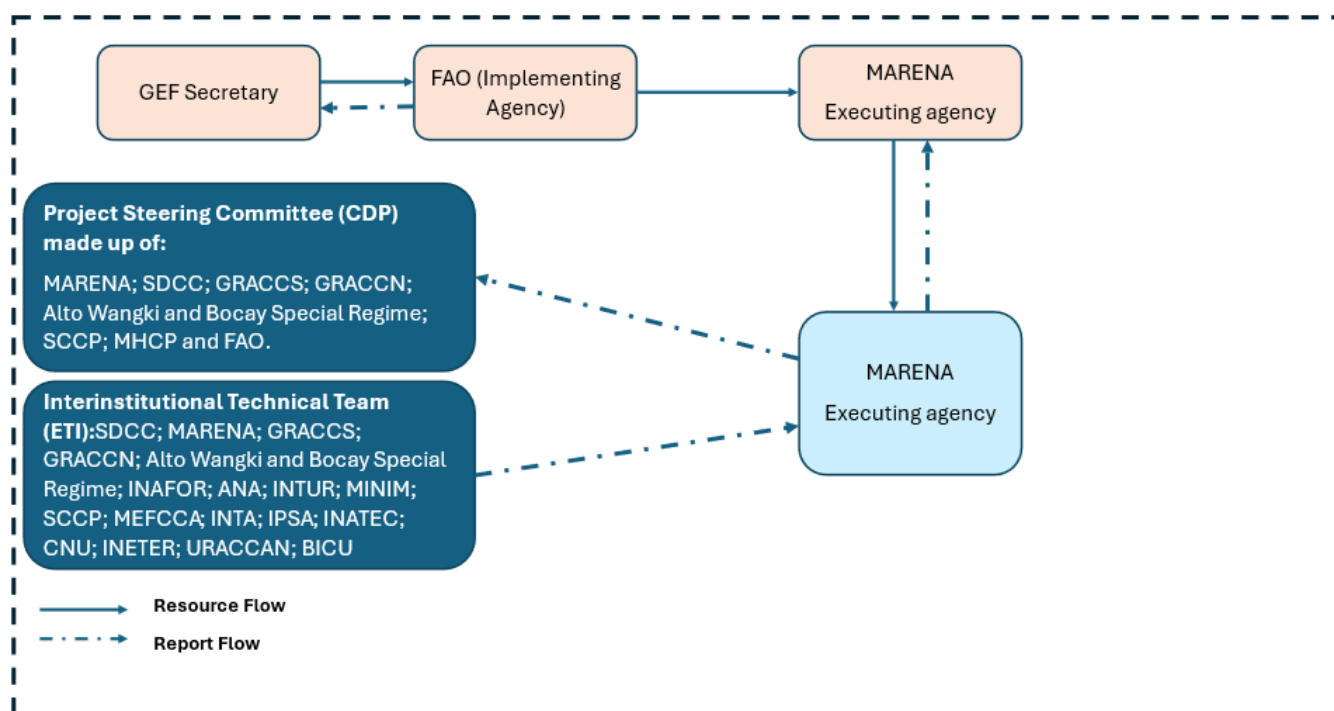 GEF Secretary
FAO (Implementing
Agency)
MARENA
Executing agency
Project Steering Committee (CDP)
made up of:
MARENA; SDCC; GRACCS; GRACCN;
Alto Wangki and Bocay Special Regime;
SCCP; MHCP and FAO.
MARENA
Executing agency
Interinstitutional Technical Team
(ETI):SDCC; MARENA; GRACCS;
GRACCN; Alto Wangki and Bocay Special
Regime; INAFOR; ANA; INTUR; MINIM;
SCCP; MEFCCA; INTA; IPSA; INATEC;
CNU; INETER; URACCAN; BICU
Resource Flow
Report Flow